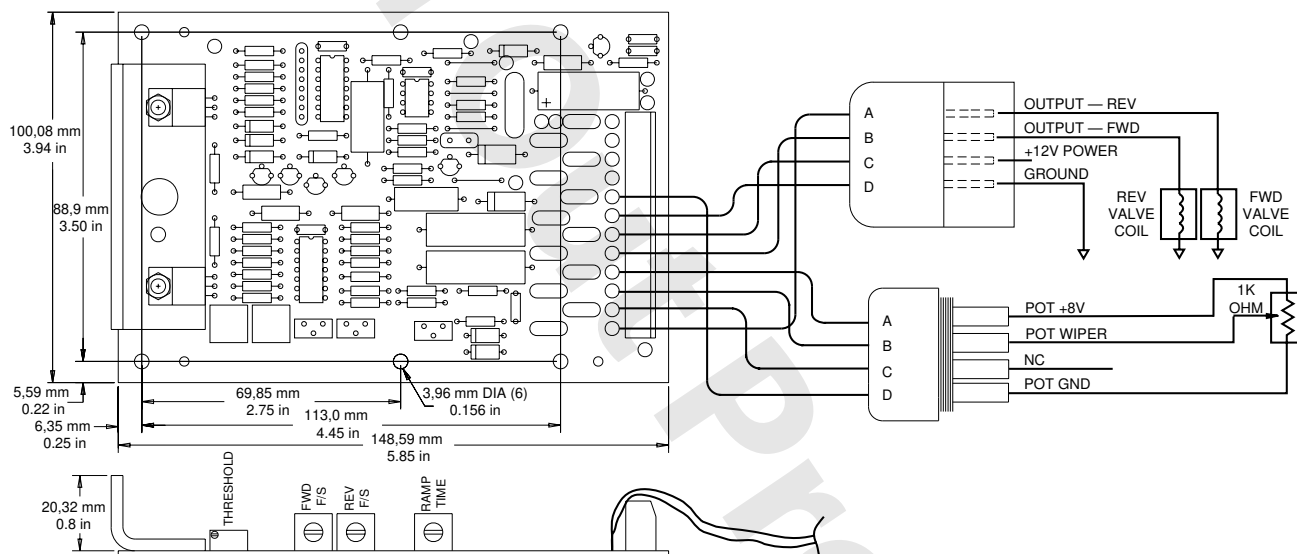 100,08 mm
3.94 in
88,9 mm
3.50 in
5,59 mm
0.22 in
6,35 mm
0.25 in
69,85 mm
2.75 in
113,0 mm
4.45 in
148,59 mm
5.85 in
3,96 mm DIA (6)
0.156 in
+
A
B
C
D
OUTPUT — REV
OUTPUT — FWD
+12V POWER
GROUND
REV
VALVE
COIL
FWD
VALVE
COIL
A
B
C
D
POT +8V
POT WIPER
NC
POT GND
1K
OHM
20,32 mm
0.8 in
THRESHOLD
FWD
F/S
REV
F/S
RAMP
TIME